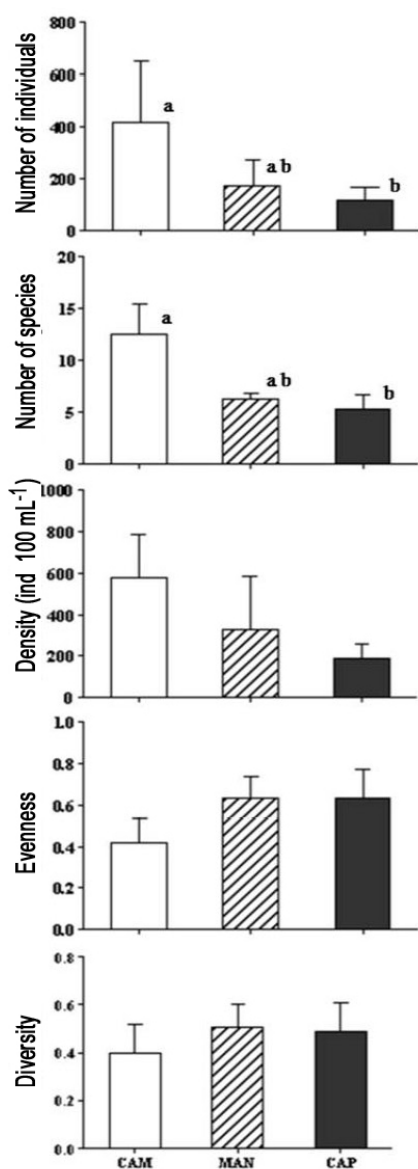 Number of individuals
800
600
400
200
0
a
a b
b
Number of species
20
15
10
5
0
a
a b
b
Density (ind 100 mL-1)
1000
800
600
400
200
0
Evenness
1.0
0.8
0.6
0.4
0.2
0.0
Diversity
0.8
0.6
0.4
0.2
0.0
CAM MAN CAP